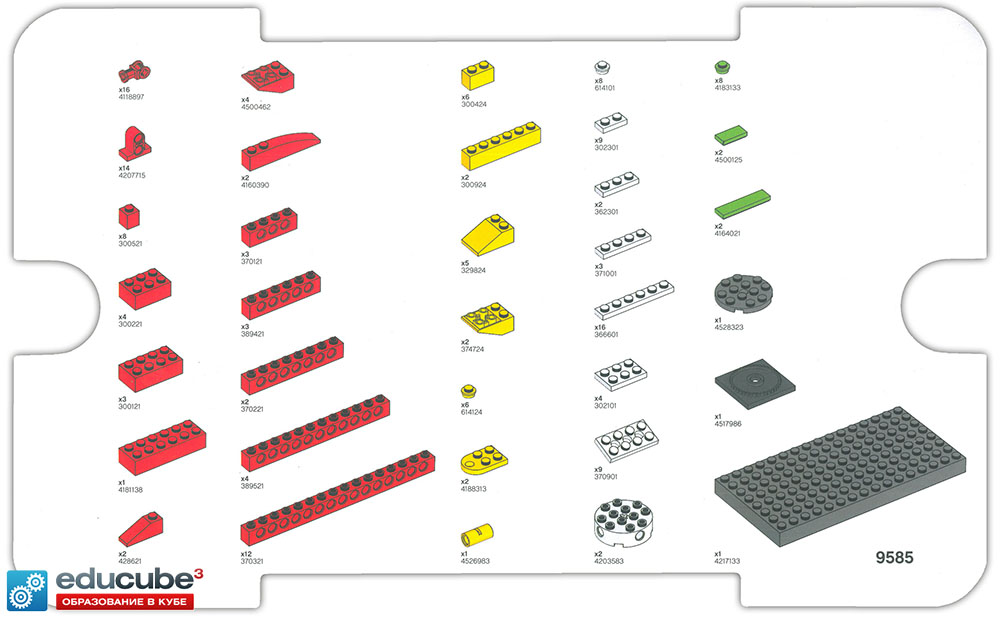 x16
4118897
x14
4207715
x8
300521
x4
300221
x3
300121
x1
4181138
x2
428621
x4
4500462
x2
4160390
x3
370121
x3
389421
x2
370221
x4
389521
x12
370321
x6
300424
x2
300924
x5
329824
x2
374724
x6
614124
x2
4188313
x1
4526983
x8
614101
x9
302301
x2
362301
x3
371001
x16
366601
x4
302101
x9
370901
x2
4203583
x8
4183133
x2
4500125
x2
4164021
x1
4528323
x1
4517986
x1
4217133
9585
educube³
ОБРАЗОВАНИЕ В КУБЕ